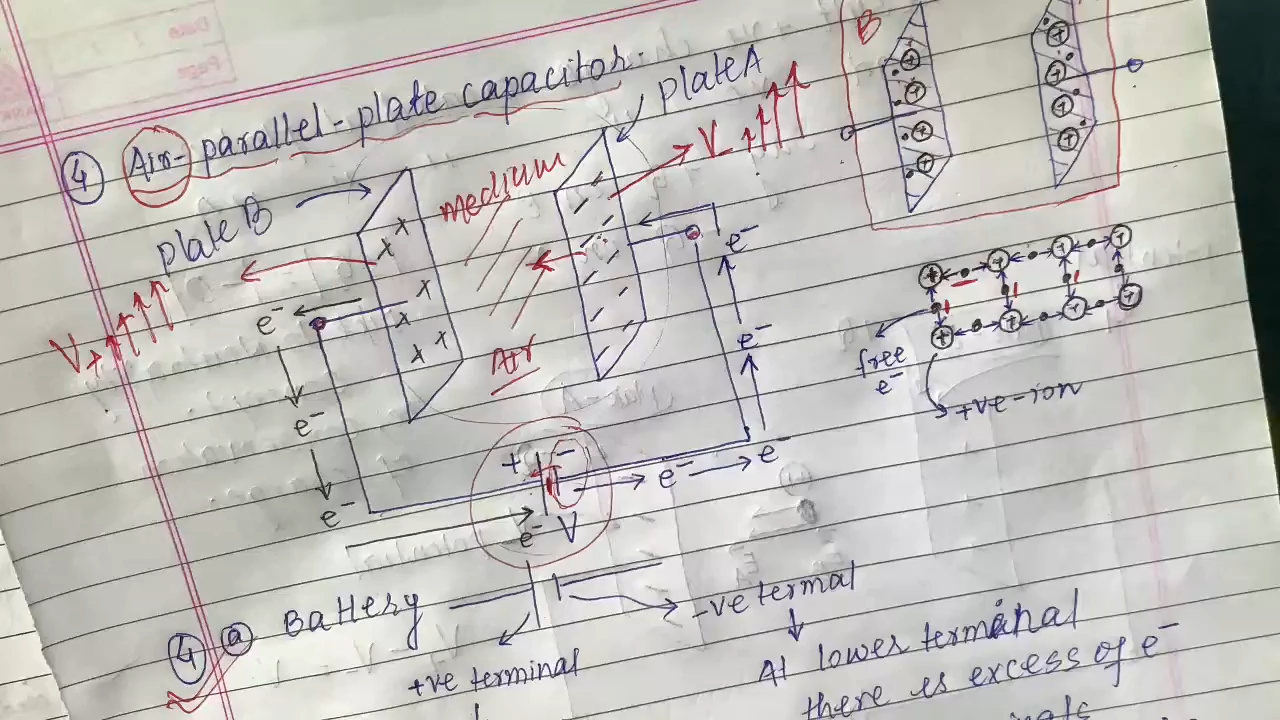 ④ Air-parallel-plate capacitor.
plate A
plate B
medium
Air
V-↑↑↑↑
V+↑↑↑↑
B
e⁻
e⁻
e⁻
e⁻
e⁻
e⁻ → e⁻
+ -
e⁻ V
free
e⁻
+ve-ion
④ ⓐ Battery
-ve termal
+ve terminal
At lower terminal
there is excess of e⁻